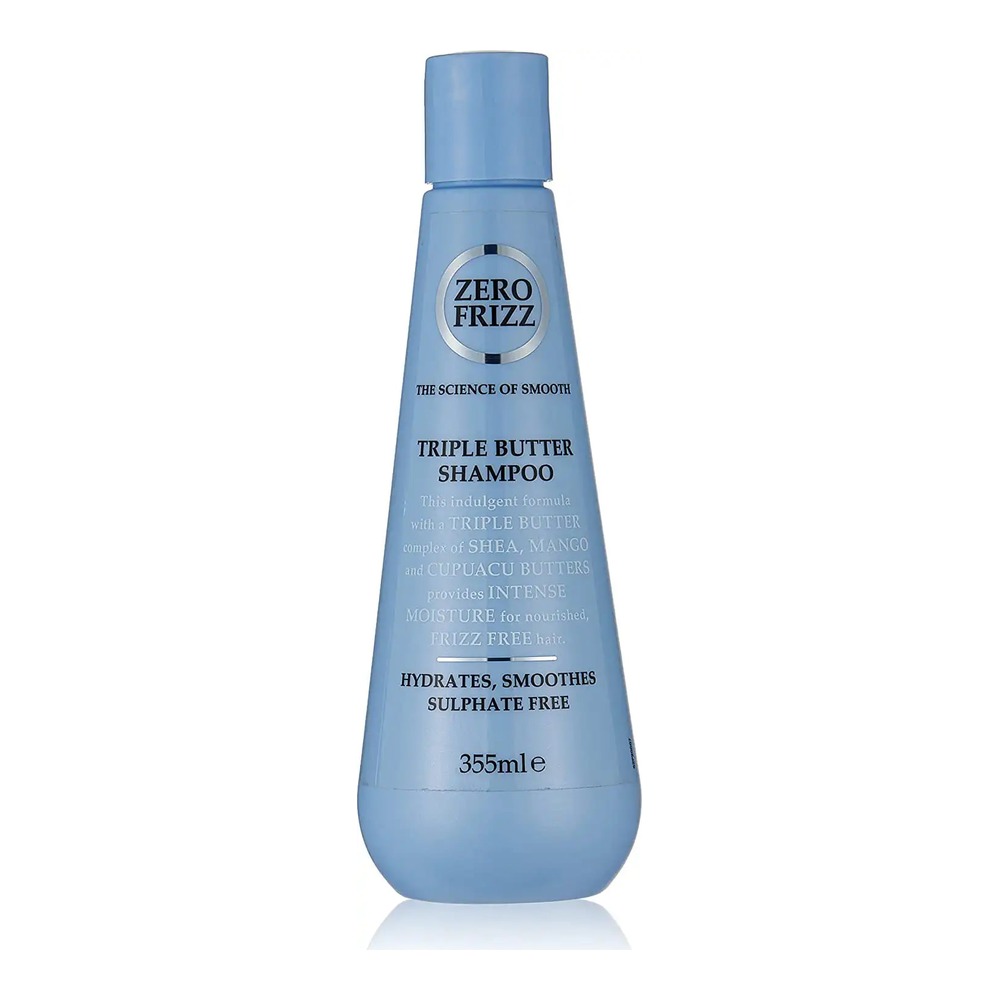 ZERO
FRIZZ
THE SCIENCE OF SMOOTH
TRIPLE BUTTER
SHAMPOO
This indulgent formula
with a TRIPLE BUTTER
complex of SHEA, MANGO
and CUPUACU BUTTERS
provides INTENSE
MOISTURE for nourished,
FRIZZ FREE hair.
HYDRATES, SMOOTHES
SULPHATE FREE
355ml e